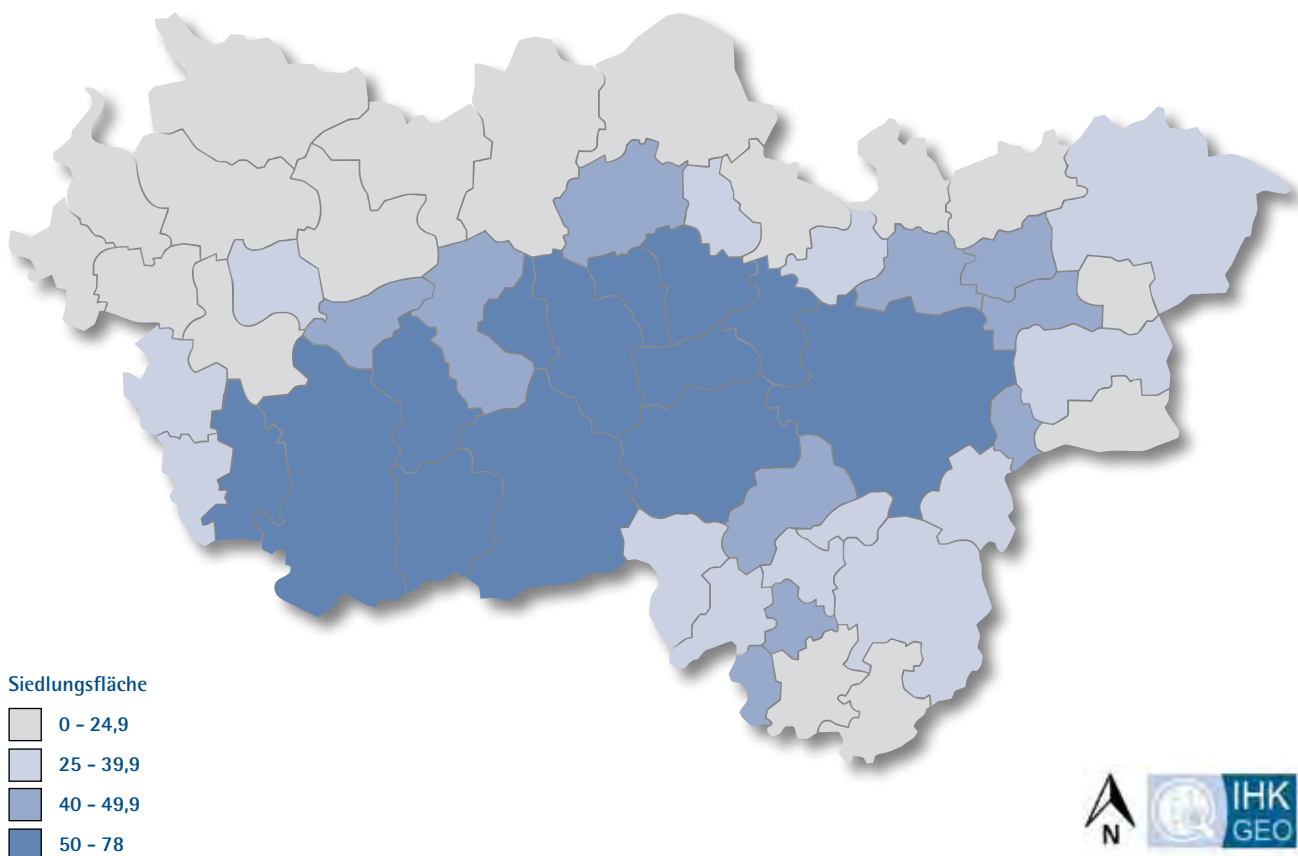 Siedlungsfläche
0 – 24,9
25 – 39,9
40 – 49,9
50 – 78
N
IHK
GEO